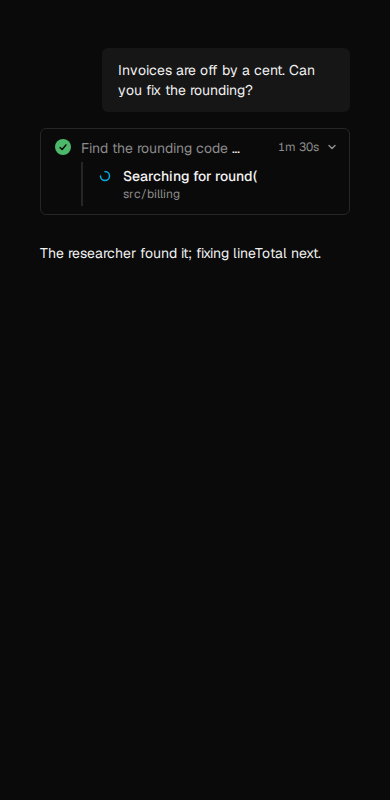 Invoices are off by a cent. Can
you fix the rounding?
Find the rounding code ...
1m 30s
Searching for round(
src/billing
The researcher found it; fixing lineTotal next.